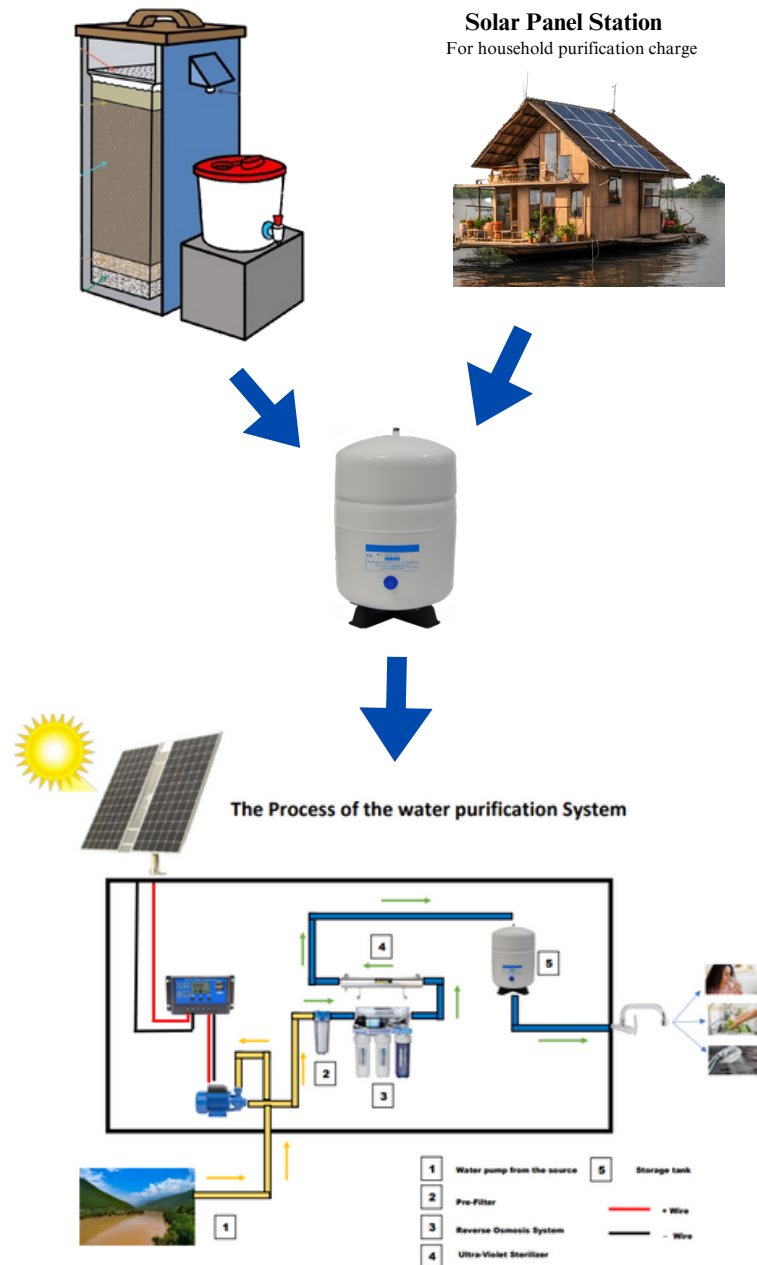 Solar Panel Station
For household purification charge
The Process of the water purification System
4
5
2
3
1
1 Water pump from the source
5 Storage tank
2 Pre-Filter
+ Wire
3 Reverse Osmosis System
– Wire
4 Ultra-Violet Sterilizer